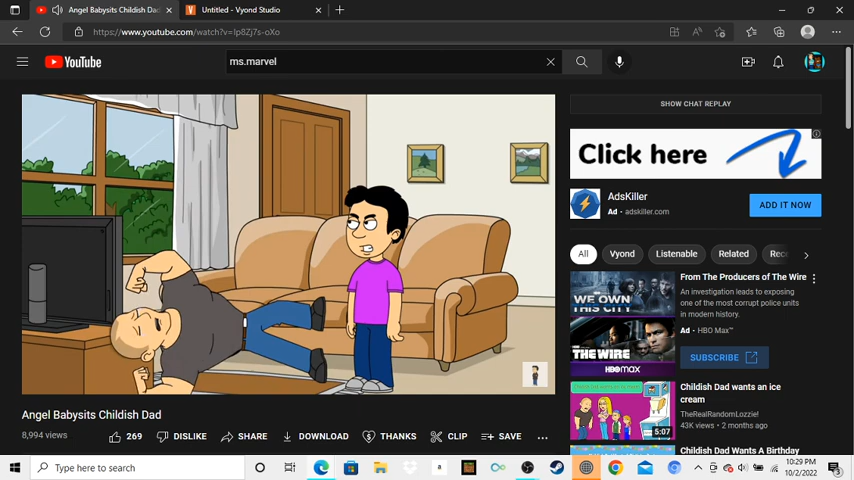 Angel Babysits Childish Dad
Untitled - Vyond Studio
https://www.youtube.com/watch?v=Ip8Zj7s-oXo
YouTube
ms.marvel
SHOW CHAT REPLAY
Click here
AdsKiller
Ad • adskiller.com
ADD IT NOW
All
Vyond
Listenable
Related
Rec
From The Producers of The Wire
An investigation leads to exposing
one of the most corrupt police units
in modern history.
Ad • HBO Max™
SUBSCRIBE
WE OWN
THIS CITY
THE WIRE
HBOMAX
Childish Dad wants an ice
cream
TheRealRandomLozzie!
43K views • 2 months ago
5:07
Childish Dad Wants A Birthday
Angel Babysits Childish Dad
8,994 views
269
DISLIKE
SHARE
DOWNLOAD
THANKS
CLIP
SAVE
Type here to search
10:29 PM
10/2/2022
3